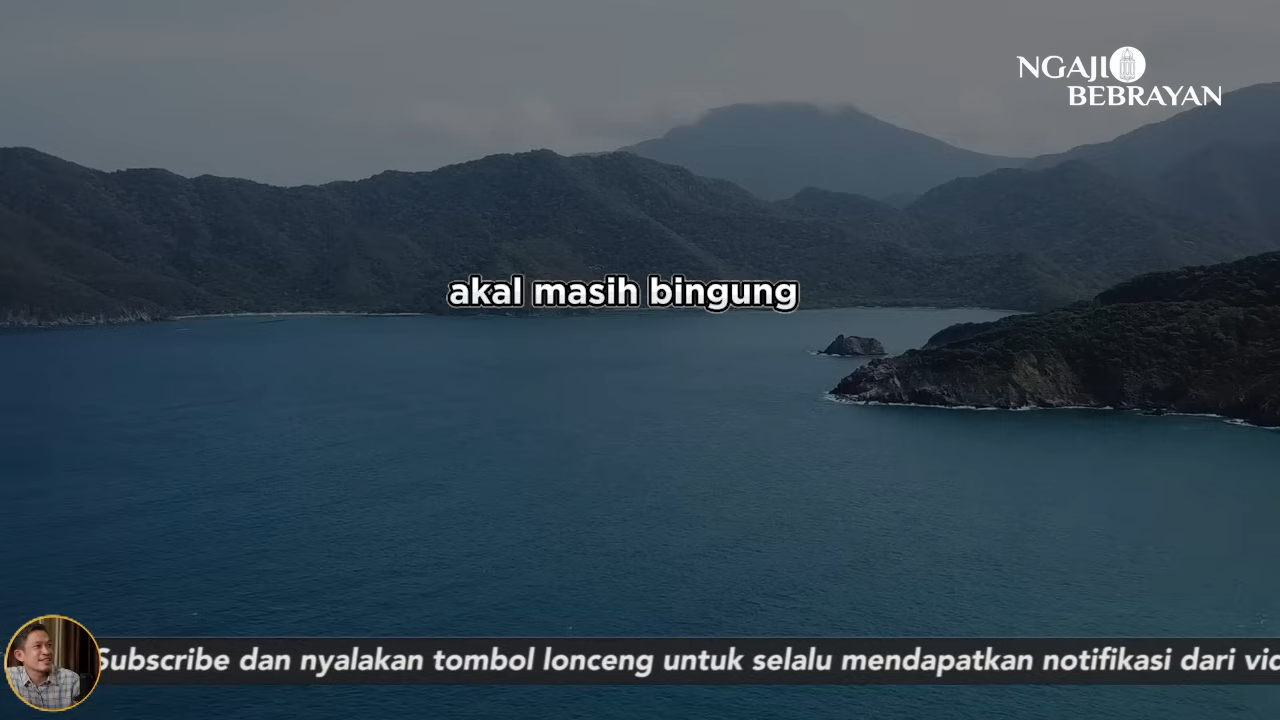 NGAJI
BEBRAYAN
akal masih bingung
Subscribe dan nyalakan tombol lonceng untuk selalu mendapatkan notifikasi dari